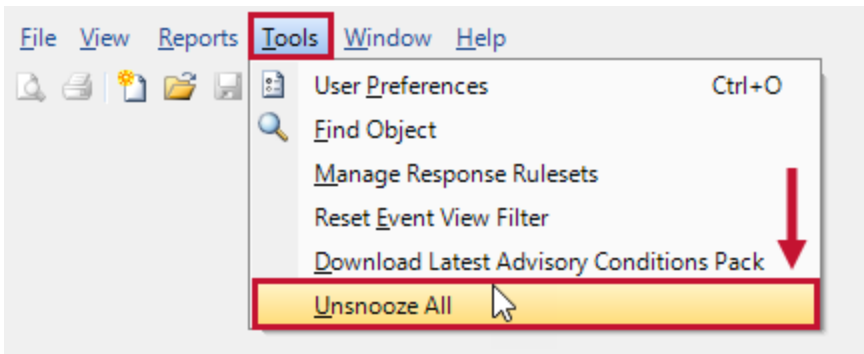 File View Reports Tools Window Help
User Preferences Ctrl+O
Find Object
Manage Response Rulesets
Reset Event View Filter
Download Latest Advisory Conditions Pack
Unsnooze All